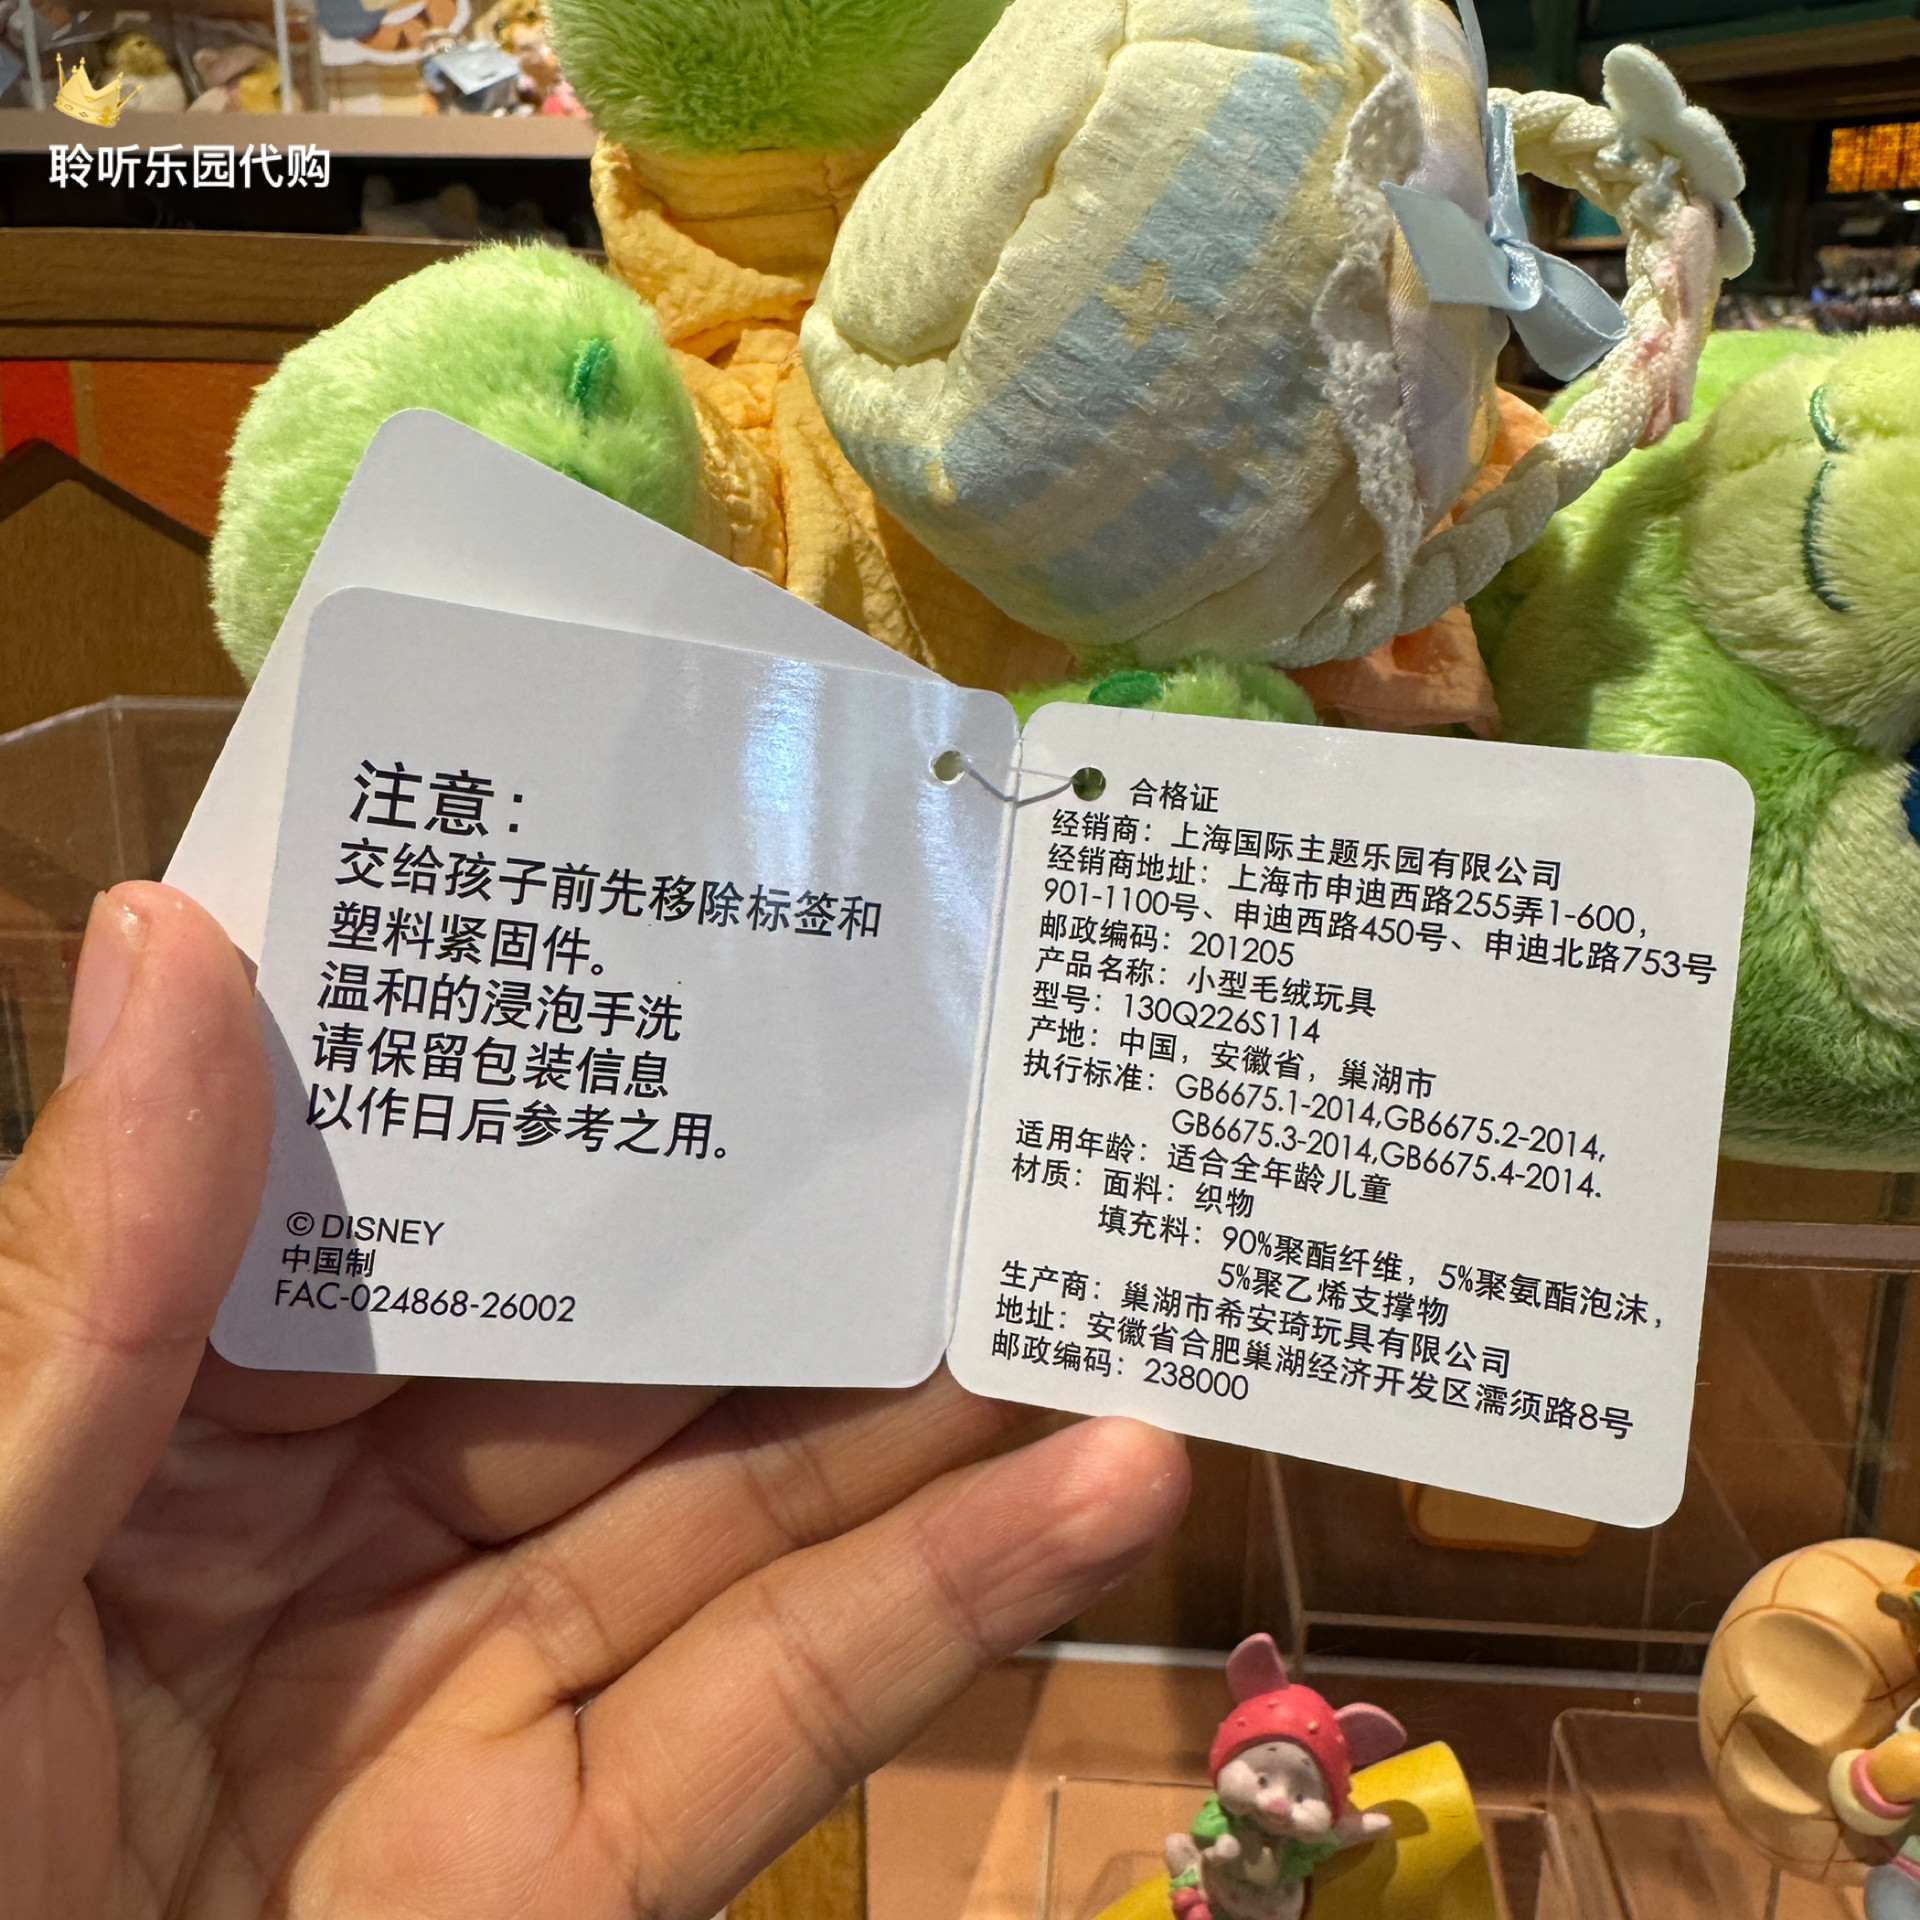 聆听乐园代购
注意：
交给孩子前先移除标签和
塑料紧固件。
温和的浸泡手洗
请保留包装信息
以作日后参考之用。
©DISNEY
中国制
FAC-024868-26002
合格证
经销商：上海国际主题乐园有限公司
经销商地址：上海市申迪西路255弄1-600，
901-1100号、申迪西路450号、申迪北路753号
邮政编码：201205
产品名称：小型毛绒玩具
型号：130Q226S114
产地：中国，安徽省，巢湖市
执行标准：GB6675.1-2014,GB6675.2-2014,
GB6675.3-2014,GB6675.4-2014.
适用年龄：适合全年龄儿童
材质：面料：织物
填充料：90%聚酯纤维，5%聚氨酯泡沫，
5%聚乙烯支撑物
生产商：巢湖市希安琦玩具有限公司
地址：安徽省合肥巢湖经济开发区濡须路8号
邮政编码：238000